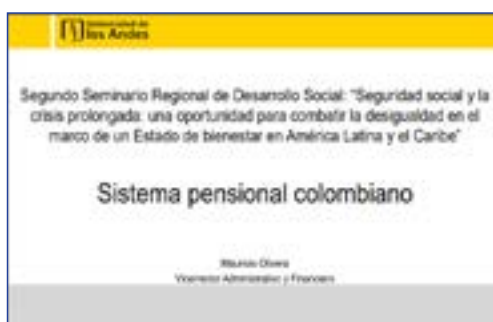 Universidad de
los Andes
Segundo Seminario Regional de Desarrollo Social: "Seguridad social y la
crisis prolongada: una oportunidad para combatir la desigualdad en el
marco de un Estado de bienestar en América Latina y el Caribe"
Sistema pensional colombiano
Mauricio Olivera
Vicerrector Administrativo y Financiero